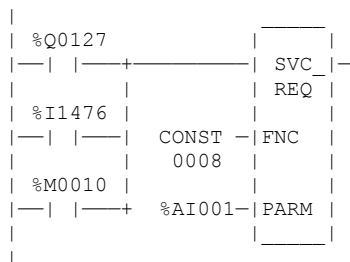 %Q0127
SVC_
REQ
%I1476
CONST FNC
0008
%M0010
%AI001 PARM